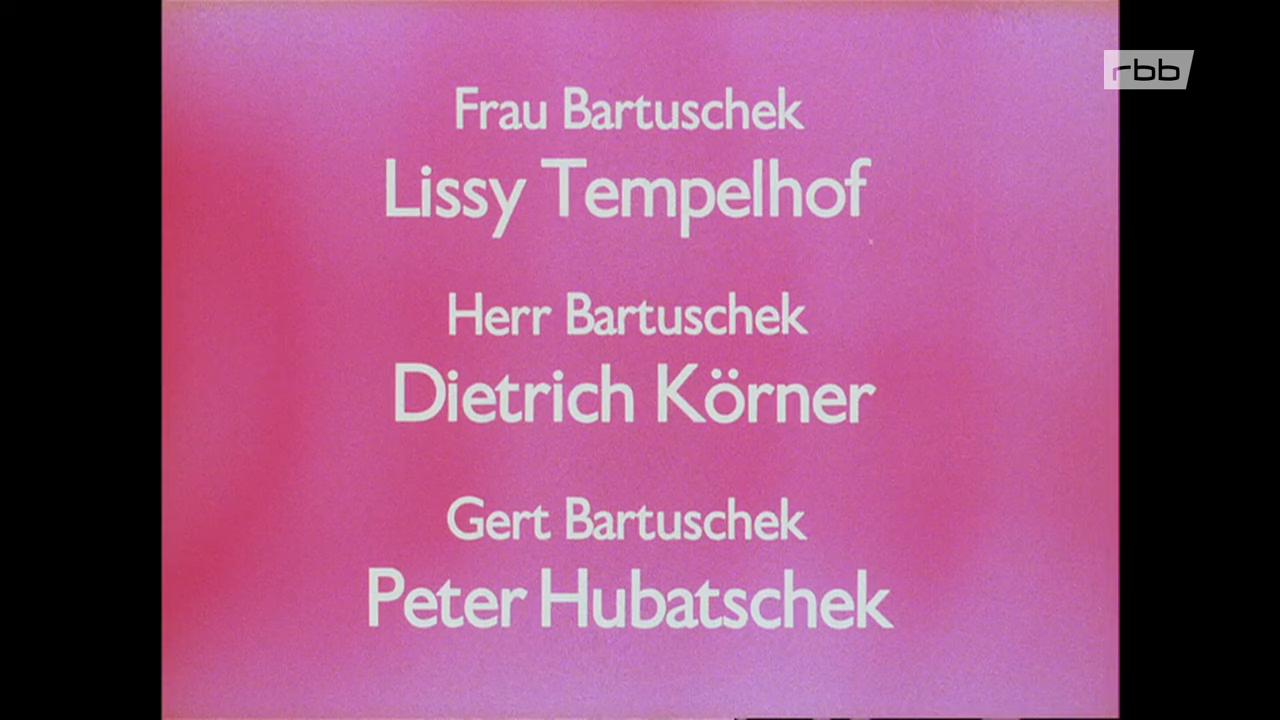 rbb
Frau Bartuschek
Lissy Tempelhof
Herr Bartuschek
Dietrich Körner
Gert Bartuschek
Peter Hubatschek